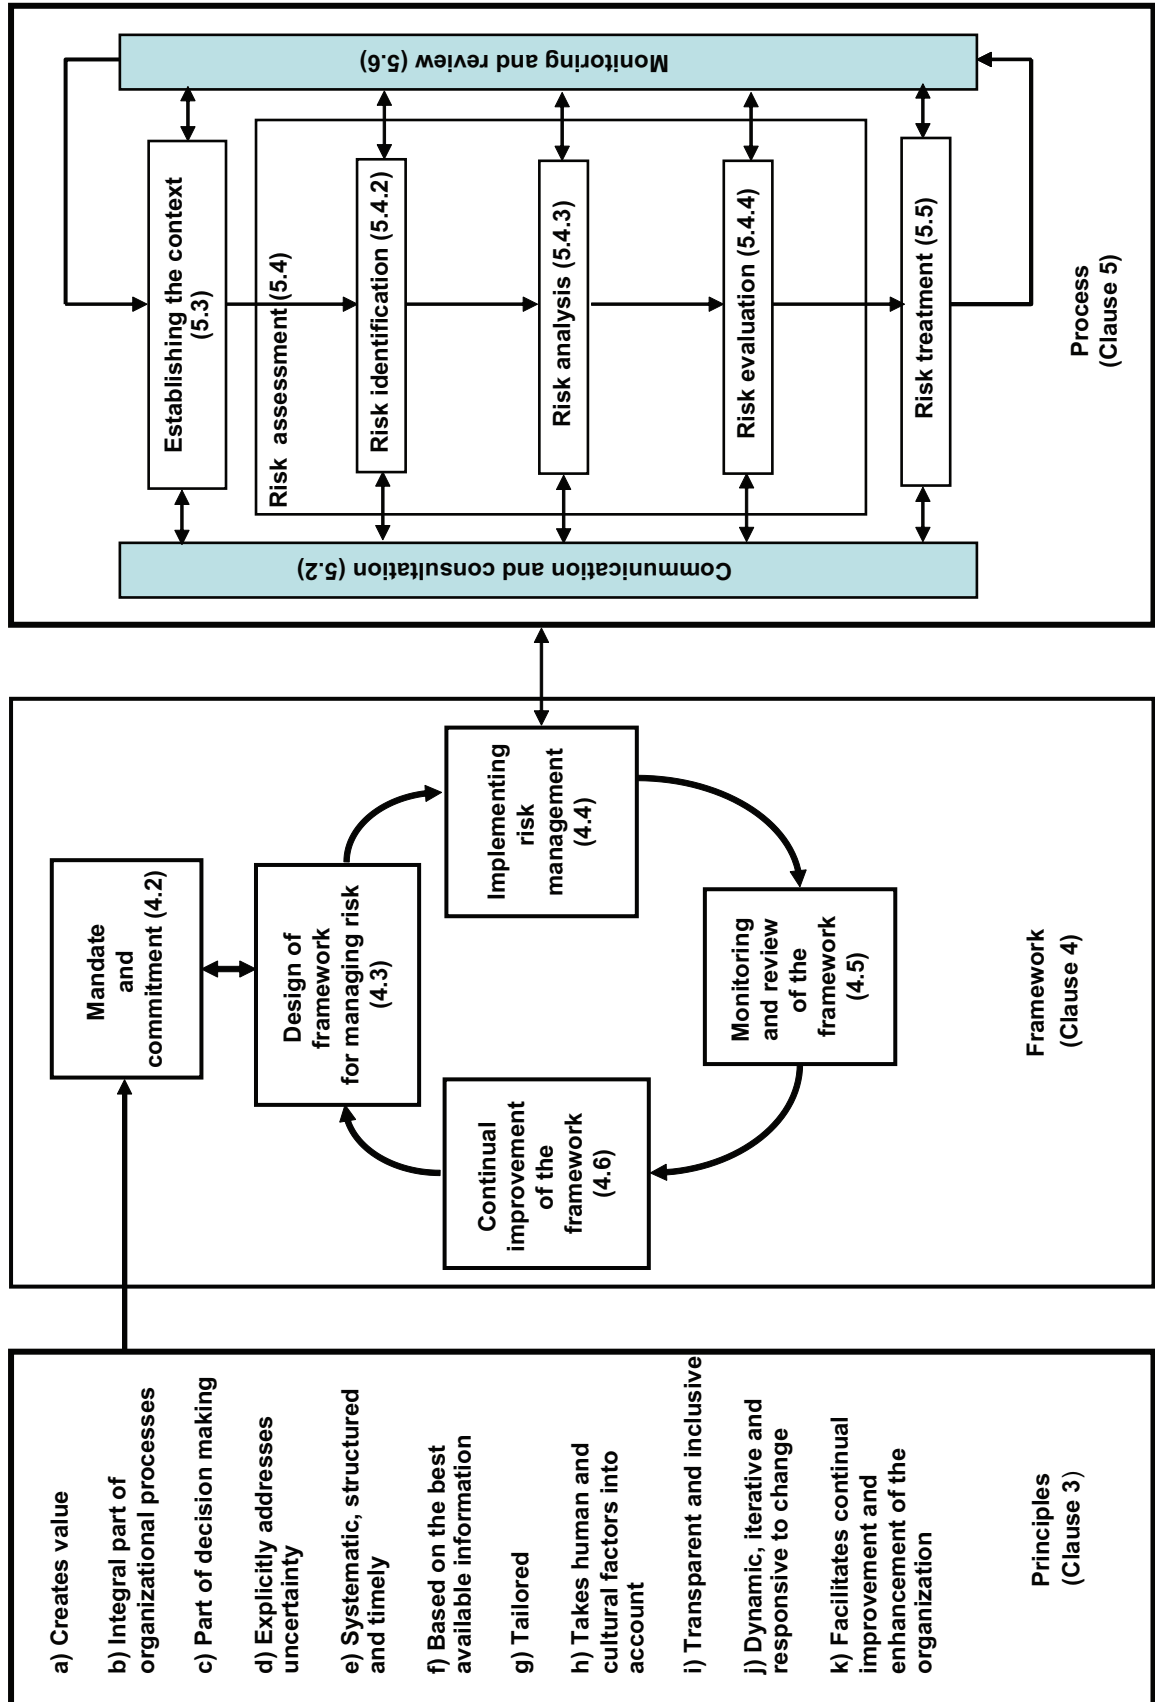 a) Creates value
b) Integral part of
organizational processes
c) Part of decision making
d) Explicitly addresses
uncertainty
e) Systematic, structured
and timely
f) Based on the best
available information
g) Tailored
h) Takes human and
cultural factors into
account
i) Transparent and inclusive
j) Dynamic, iterative and
responsive to change
k) Facilitates continual
improvement and
enhancement of the
organization
Principles
(Clause 3)
Mandate
and
commitment (4.2)
Design of
framework
for managing risk
(4.3)
Implementing
risk
management
(4.4)
Monitoring
and review
of the
framework
(4.5)
Continual
improvement
of the
framework
(4.6)
Framework
(Clause 4)
Communication and consultation (5.2)
Establishing the context
(5.3)
Risk assessment (5.4)
Risk identification (5.4.2)
Risk analysis (5.4.3)
Risk evaluation (5.4.4)
Risk treatment (5.5)
Monitoring and review (5.6)
Process
(Clause 5)